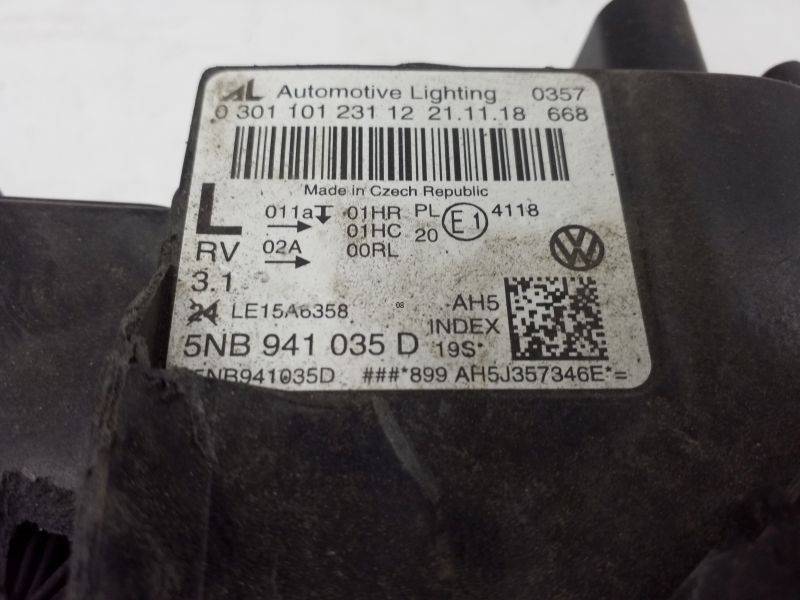 AL Automotive Lighting 0357
0 301 101 231 12 21.11.18 668
Made in Czech Republic
L 011a 01HR PL E1 4118
01HC 20
RV 02A 00RL
3.1
24 LE15A6358 08 AH5
INDEX
5NB 941 035 D 19S*
5NB941035D ###*899 AH5J357346E*=